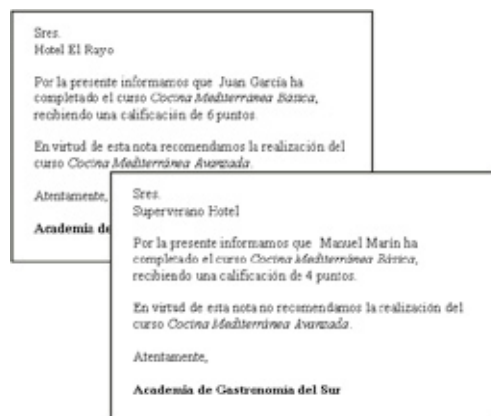 Sres.
Hotel El Rayo
Por la presente informamos que Juan García ha
completado el curso Cocina Mediterránea Básica,
recibiendo una calificación de 6 puntos.
En virtud de esta nota recomendamos la realización del
curso Cocina Mediterránea Avanzada.
Atentamente,
Academia de
Sres.
Superverano Hotel
Por la presente informamos que Manuel Marín ha
completado el curso Cocina Mediterránea Básica,
recibiendo una calificación de 4 puntos.
En virtud de esta nota no recomendamos la realización del
curso Cocina Mediterránea Avanzada.
Atentamente,
Academia de Gastronomía del Sur